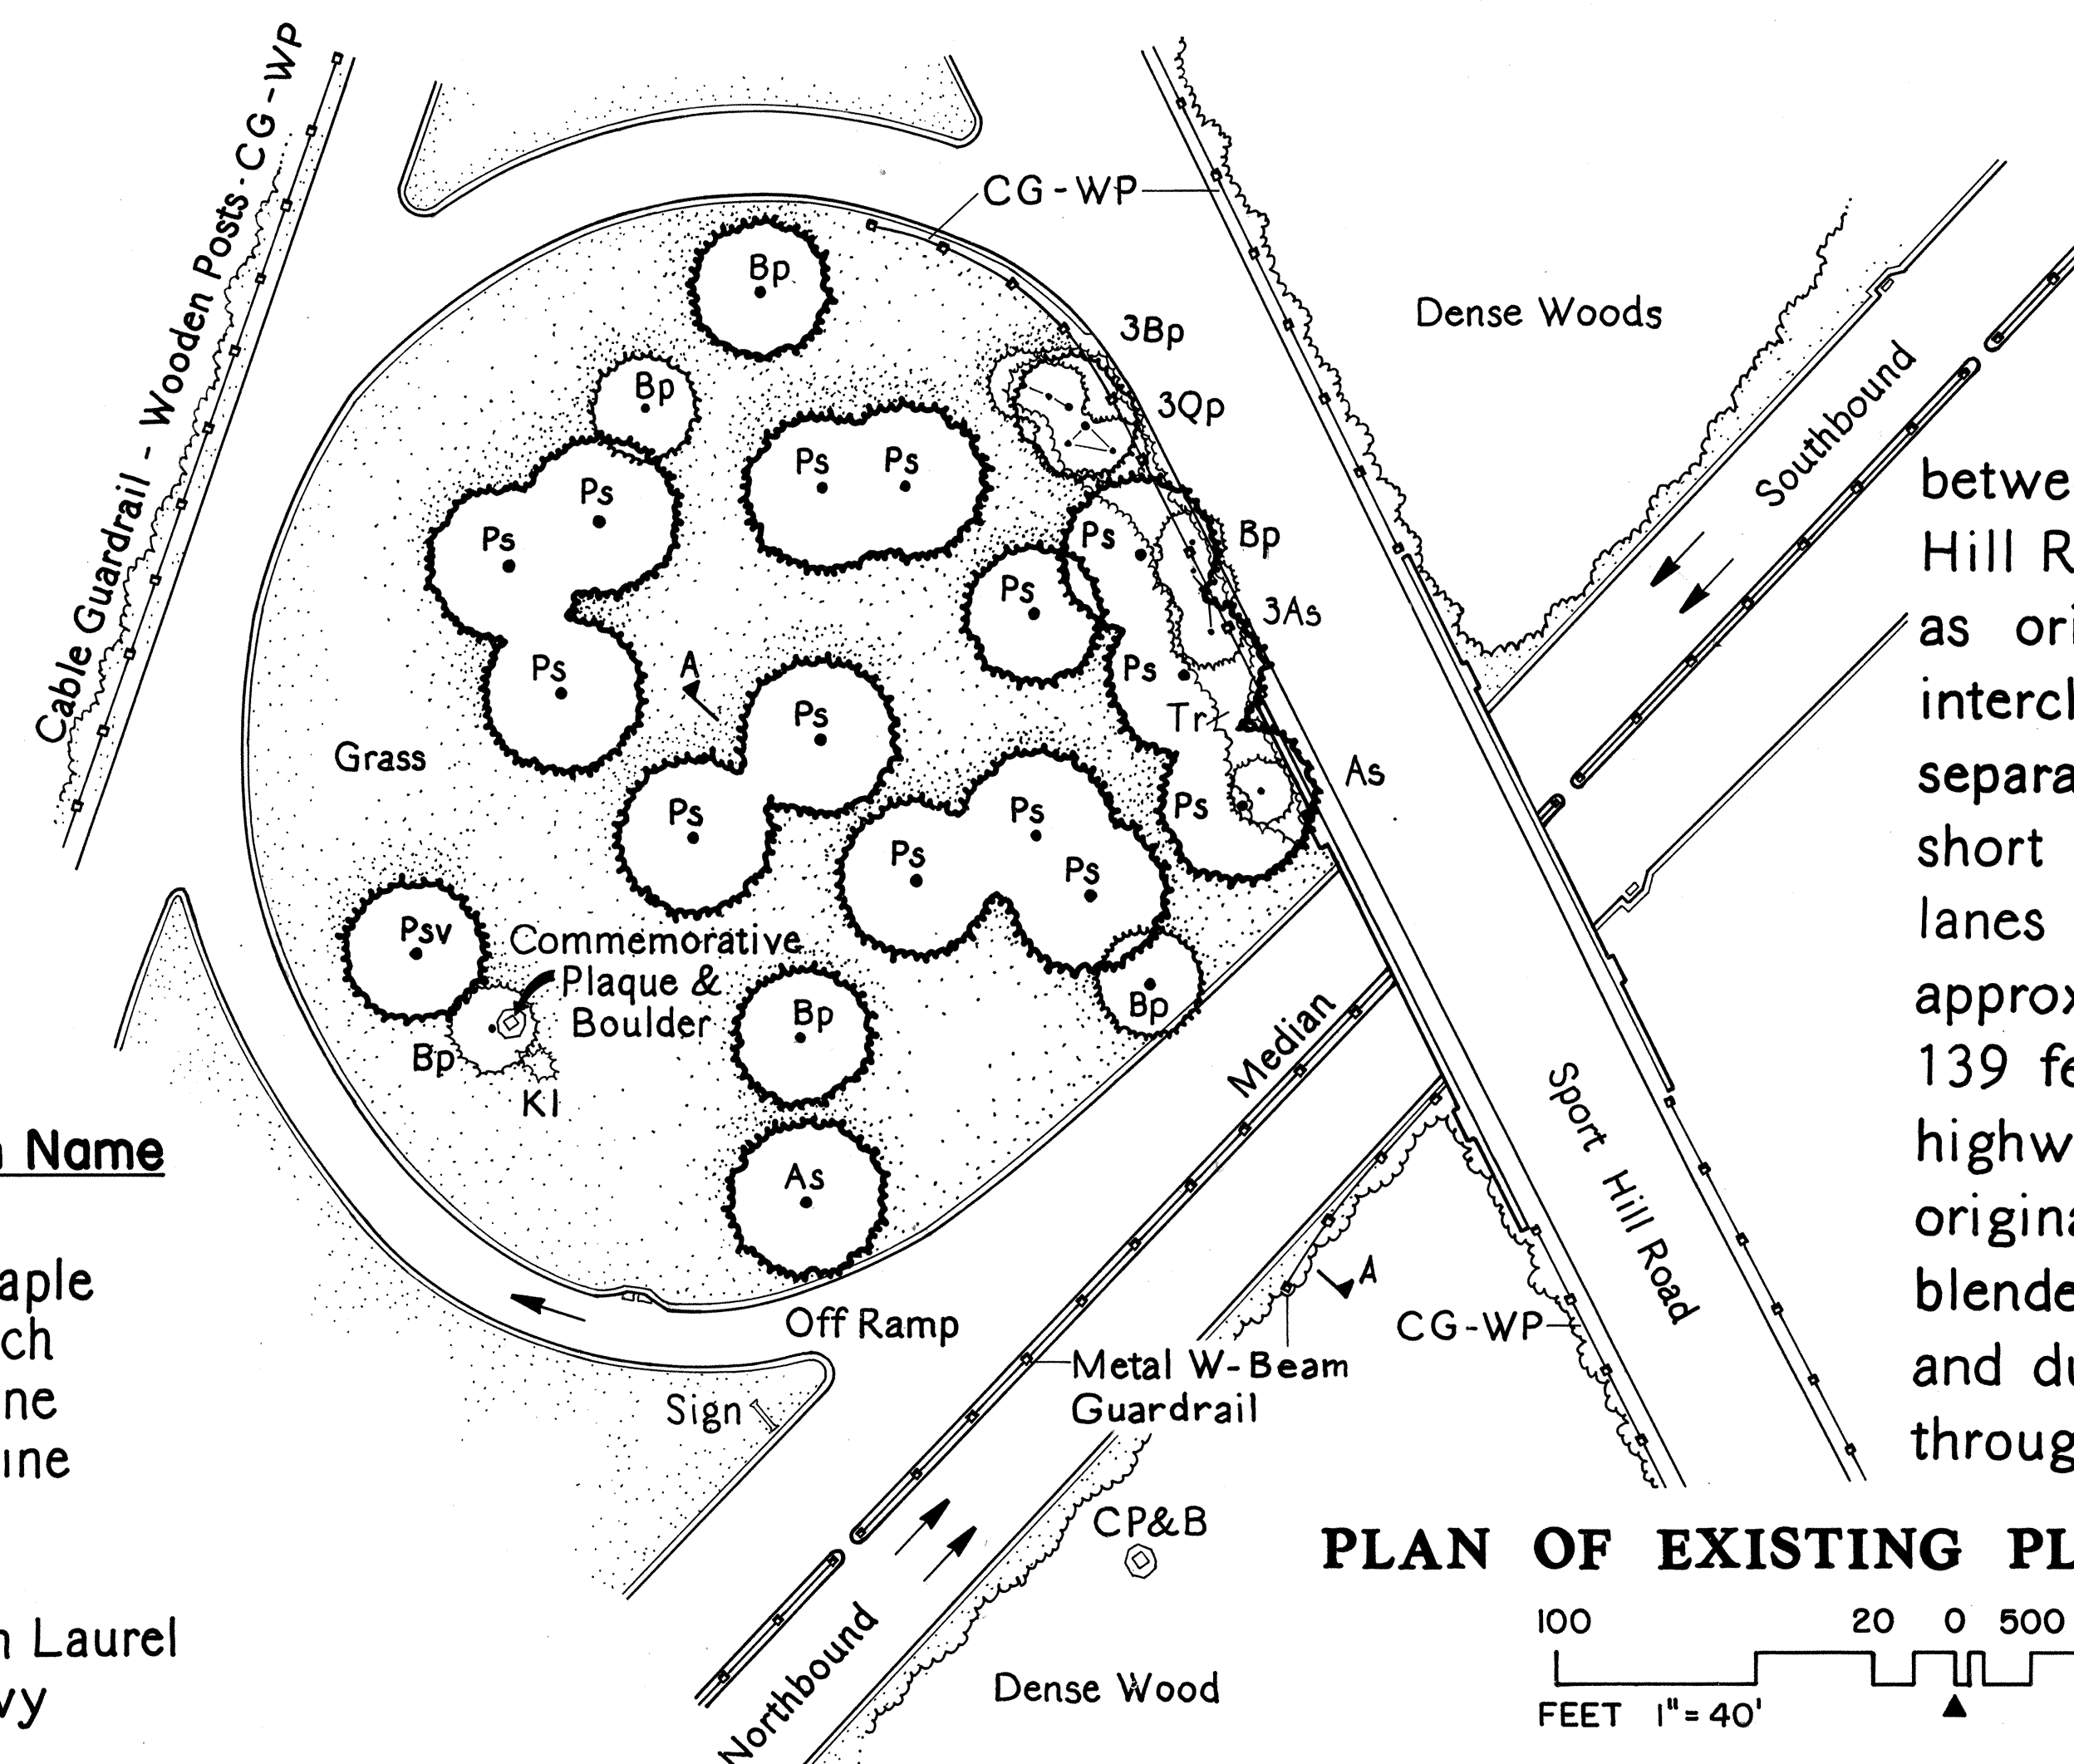 Cable Guardrail - Wooden Posts - CG - WP
CG - WP
Bp
3Bp
Dense Woods
Bp
3Qp
Southbound
Ps
Ps
Ps
Ps
Ps
Bp
Ps
3As
Ps
A
Ps
Tr
Ps
Grass
As
Ps
Ps
Ps
Ps
Ps
Psv
Commemorative
Plaque &
Boulder
Bp
Bp
Bp
Kl
Median
As
Sport Hill Road
A
Off Ramp
CG-WP
Metal W-Beam
Guardrail
Sign
CP&B
Northbound
Dense Wood
Name
aple
ch
ne
ine
Laurel
vy
betwe
Hill R
as ori
interch
separa
short
lanes
approx
139 fe
highw
origina
blende
and du
throug
PLAN OF EXISTING PL
100 20 0 500
FEET 1" = 40'